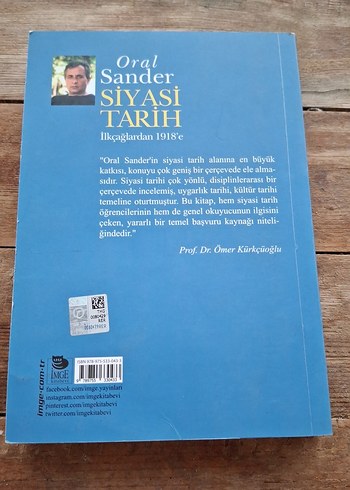 Oral
Sander
SİYASİ
TARİH
İlkçağlardan 1918'e
"Oral Sander'in siyasi tarih alanına en büyük
katkısı, konuyu çok geniş bir çerçevede ele alma-
sıdır. Siyasi tarihi çok yönlü, disiplinlerarası bir
çerçevede incelemiş, uygarlık tarihi, kültür tarihi
temeline oturtmuştur. Bu kitap, hem siyasi tarih
öğrencilerinin hem de genel okuyucunun ilgisini
çeken, yararlı bir temel başvuru kaynağı niteli-
ğindedir."
Prof. Dr. Ömer Kürkçüoğlu
imge.com.tr
İMGE
facebook.com/imge.yayinlari
instagram.com/imgekitabevi
pinterest.com/imgekitabevi
twitter.com/imgekitabevi